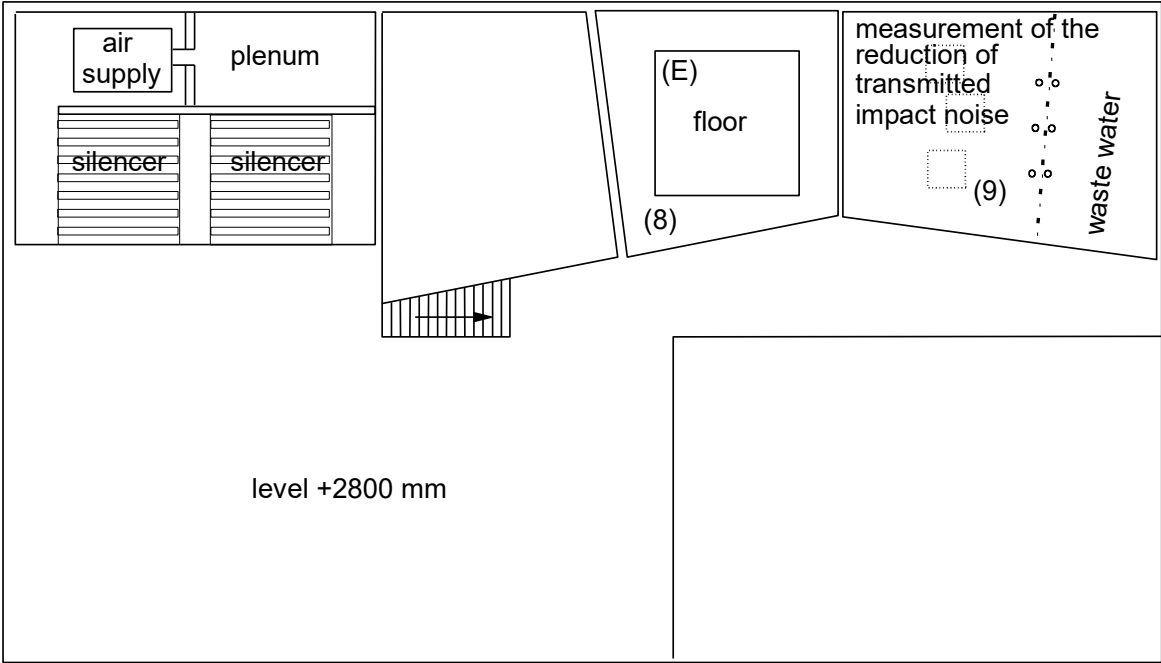 air
supply
plenum
silencer
silencer
(E)
floor
(8)
measurement of the
reduction of
transmitted
impact noise
(9)
waste water
level +2800 mm